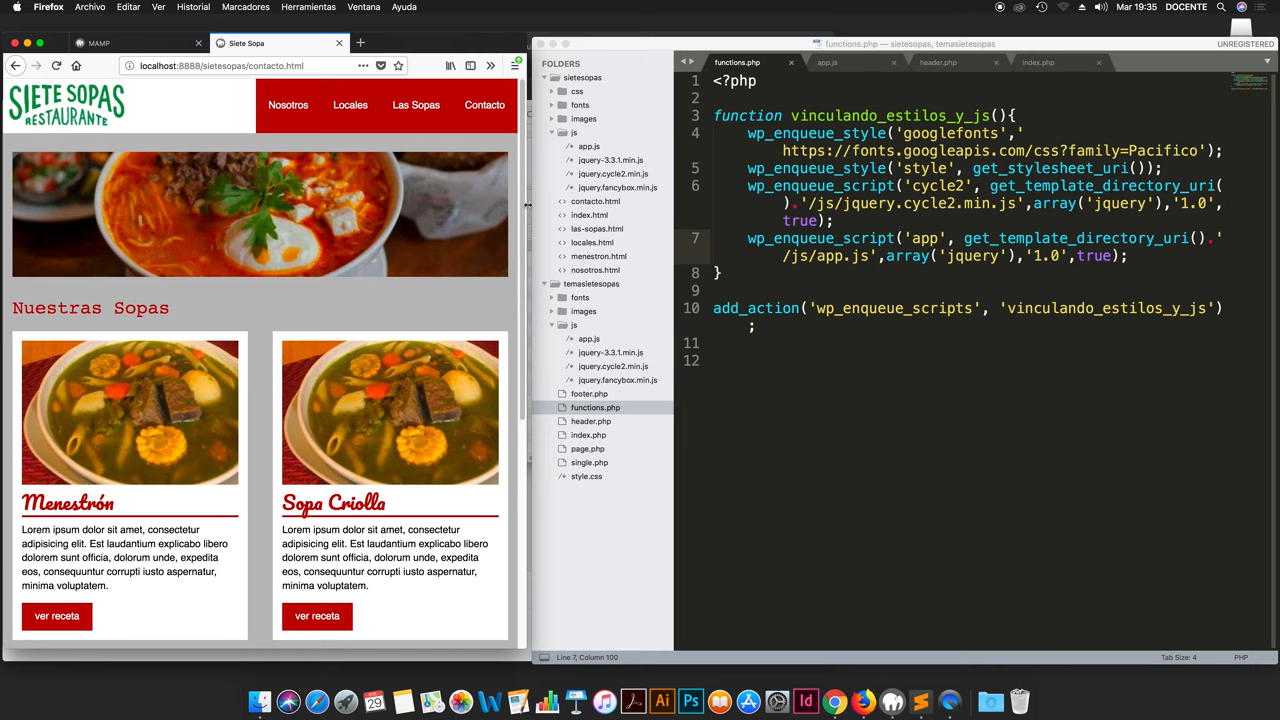 Firefox Archivo Editar Ver Historial Marcadores Herramientas Ventana Ayuda
Mar 19:35 DOCENTE
MAMP
Siete Sopa
localhost:8888/sietesopas/contacto.html
SIETE SOPAS
RESTAURANTE
Nosotros Locales Las Sopas Contacto
Nuestras Sopas
Menestrón
Lorem ipsum dolor sit amet, consectetur
adipisicing elit. Est laudantium explicabo libero
dolorem sunt officia, dolorum unde, expedita
eos, consequuntur corrupti iusto aspernatur,
minima voluptatem.
ver receta
Sopa Criolla
Lorem ipsum dolor sit amet, consectetur
adipisicing elit. Est laudantium explicabo libero
dolorem sunt officia, dolorum unde, expedita
eos, consequuntur corrupti iusto aspernatur,
minima voluptatem.
ver receta
functions.php — sietesopas, temasietesopas
UNREGISTERED
FOLDERS
sietesopas
css
fonts
images
js
app.js
jquery-3.3.1.min.js
jquery.cycle2.min.js
jquery.fancybox.min.js
contacto.html
index.html
las-sopas.html
locales.html
menestron.html
nosotros.html
temasietesopas
fonts
images
js
app.js
jquery-3.3.1.min.js
jquery.cycle2.min.js
jquery.fancybox.min.js
footer.php
functions.php
header.php
index.php
page.php
single.php
style.css
functions.php app.js header.php index.php
1 <?php
2
3 function vinculando_estilos_y_js(){
4 wp_enqueue_style('googlefonts','
https://fonts.googleapis.com/css?family=Pacifico');
5 wp_enqueue_style('style', get_stylesheet_uri());
6 wp_enqueue_script('cycle2', get_template_directory_uri(
).'/js/jquery.cycle2.min.js',array('jquery'),'1.0',
true);
7 wp_enqueue_script('app', get_template_directory_uri().'
/js/app.js',array('jquery'),'1.0',true);
8 }
9
10 add_action('wp_enqueue_scripts', 'vinculando_estilos_y_js')
;
11
12
Line 7, Column 100
Tab Size: 4
PHP
29
Ai
Ps
Id